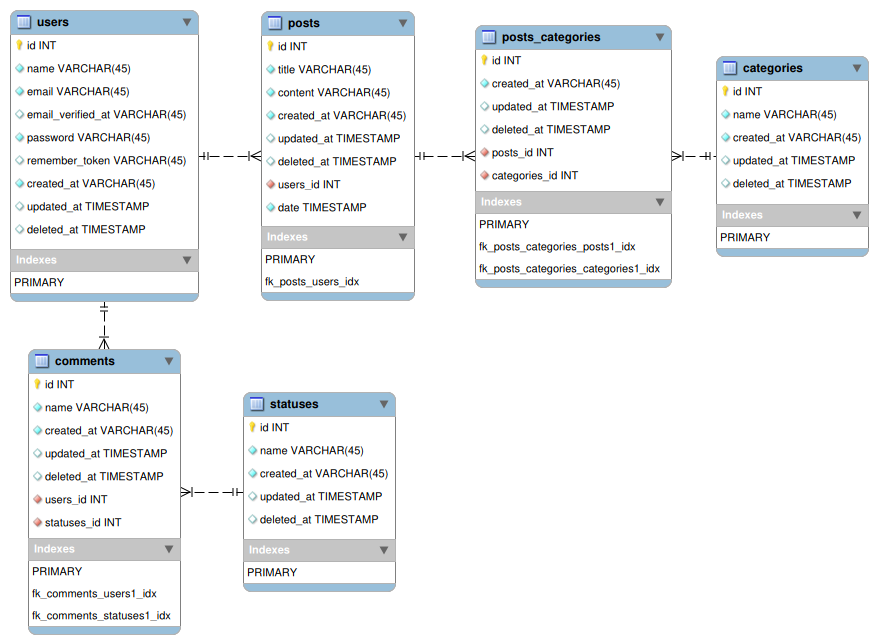 users
id INT
name VARCHAR(45)
email VARCHAR(45)
email_verified_at VARCHAR(45)
password VARCHAR(45)
remember_token VARCHAR(45)
created_at VARCHAR(45)
updated_at TIMESTAMP
deleted_at TIMESTAMP
Indexes
PRIMARY
posts
id INT
title VARCHAR(45)
content VARCHAR(45)
created_at VARCHAR(45)
updated_at TIMESTAMP
deleted_at TIMESTAMP
users_id INT
date TIMESTAMP
Indexes
PRIMARY
fk_posts_users_idx
posts_categories
id INT
created_at VARCHAR(45)
updated_at TIMESTAMP
deleted_at TIMESTAMP
posts_id INT
categories_id INT
Indexes
PRIMARY
fk_posts_categories_posts1_idx
fk_posts_categories_categories1_idx
categories
id INT
name VARCHAR(45)
created_at VARCHAR(45)
updated_at TIMESTAMP
deleted_at TIMESTAMP
Indexes
PRIMARY
comments
id INT
name VARCHAR(45)
created_at VARCHAR(45)
updated_at TIMESTAMP
deleted_at TIMESTAMP
users_id INT
statuses_id INT
Indexes
PRIMARY
fk_comments_users1_idx
fk_comments_statuses1_idx
statuses
id INT
name VARCHAR(45)
created_at VARCHAR(45)
updated_at TIMESTAMP
deleted_at TIMESTAMP
Indexes
PRIMARY